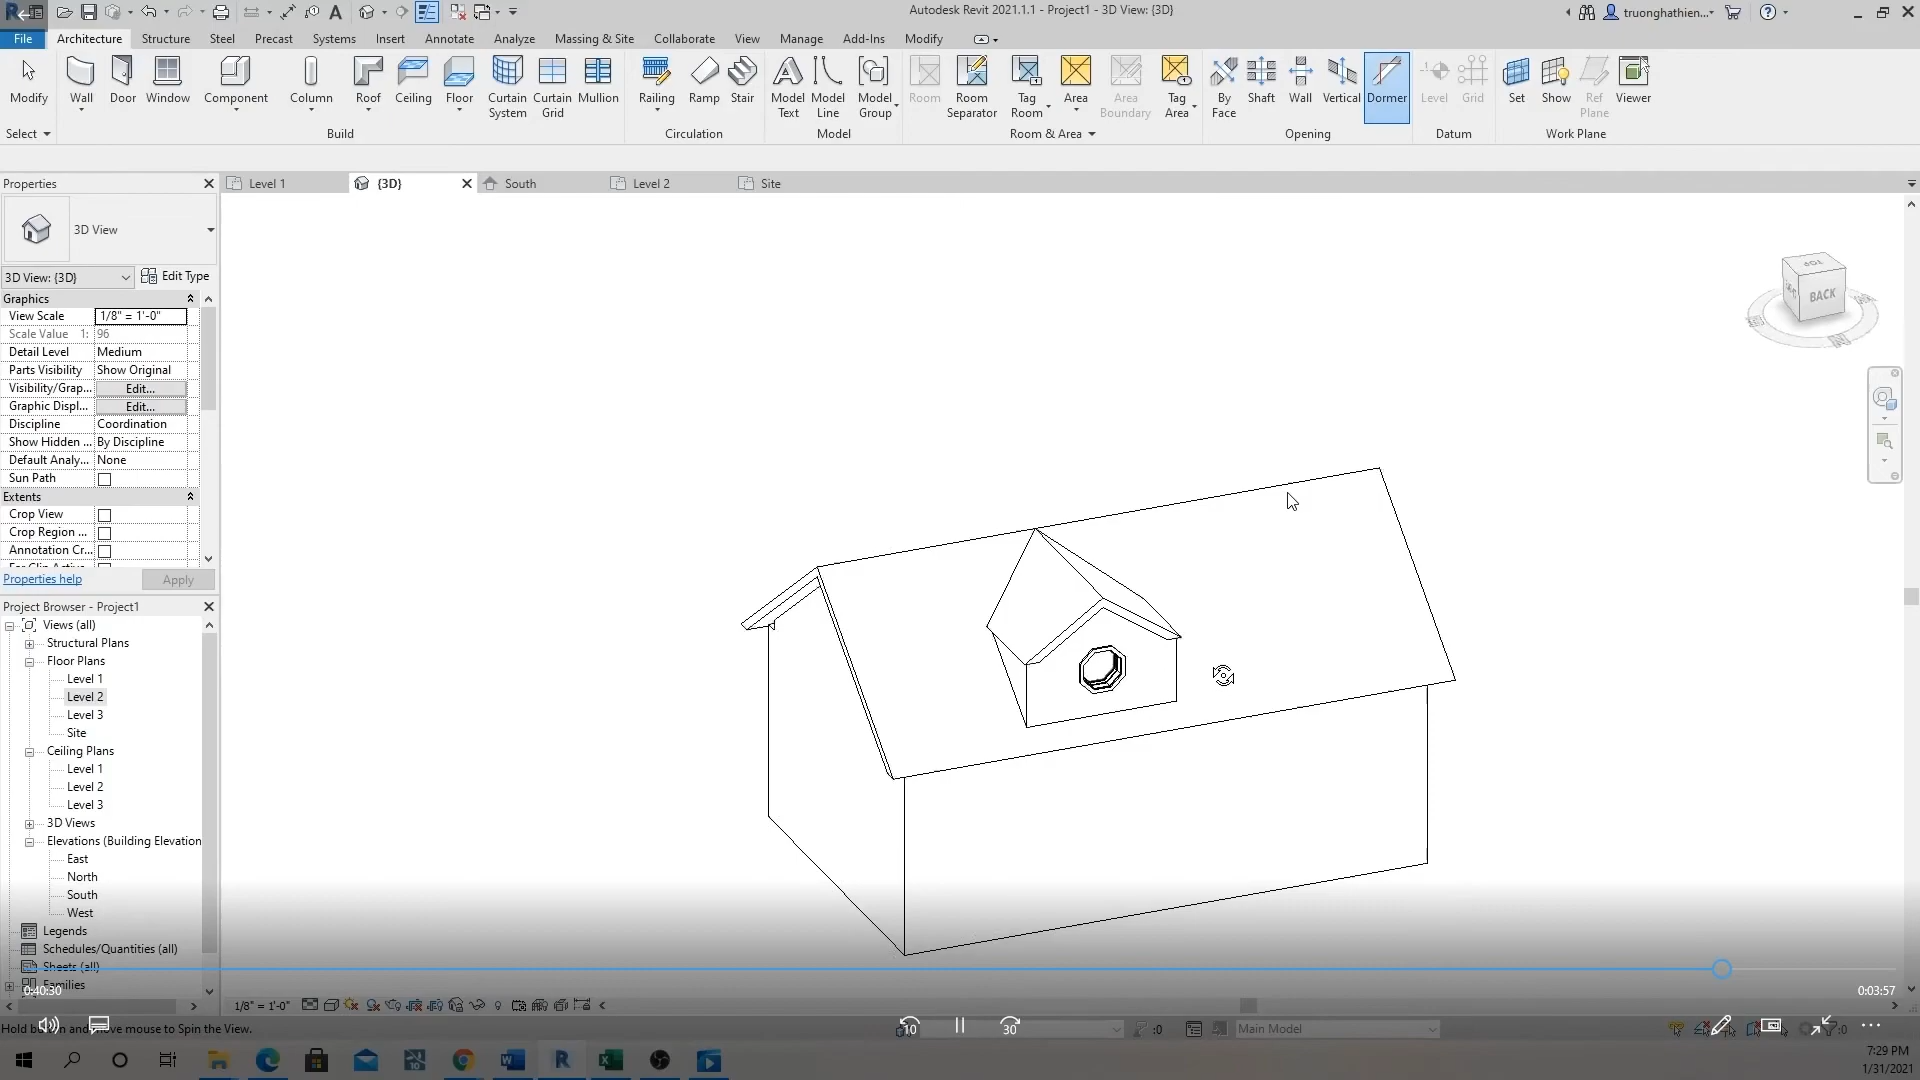 Autodesk Revit 2021.1.1 - Project1 - 3D View: {3D}
truonghathien...
File Architecture Structure Steel Precast Systems Insert Annotate Analyze Massing & Site Collaborate View Manage Add-Ins Modify
Modify Wall Door Window Component Column Roof Ceiling Floor Curtain System Curtain Grid Mullion Railing Ramp Stair Model Text Model Line Model Group Room Room Separator Tag Room Area Area Boundary Tag Area By Face Shaft Wall Vertical Dormer Level Grid Set Show Ref Plane Viewer
Select Build Circulation Model Room & Area Opening Datum Work Plane
Properties
Level 1 {3D} South Level 2 Site
3D View
3D View: {3D} Edit Type
Graphics
View Scale 1/8" = 1'-0"
Scale Value 1: 96
Detail Level Medium
Parts Visibility Show Original
Visibility/Grap... Edit...
Graphic Displ... Edit...
Discipline Coordination
Show Hidden ... By Discipline
Default Analy... None
Sun Path
Extents
Crop View
Crop Region ...
Annotation Cr...
Properties help Apply
Project Browser - Project1
Views (all)
Structural Plans
Floor Plans
Level 1
Level 2
Level 3
Site
Ceiling Plans
Level 1
Level 2
Level 3
3D Views
Elevations (Building Elevation
East
North
South
West
Legends
Schedules/Quantities (all)
Sheets (all)
Families
TOP
BACK
N
0:40:30
0:03:57
1/8" = 1'-0"
10 30
:0 Main Model :0
7:29 PM
1/31/2021